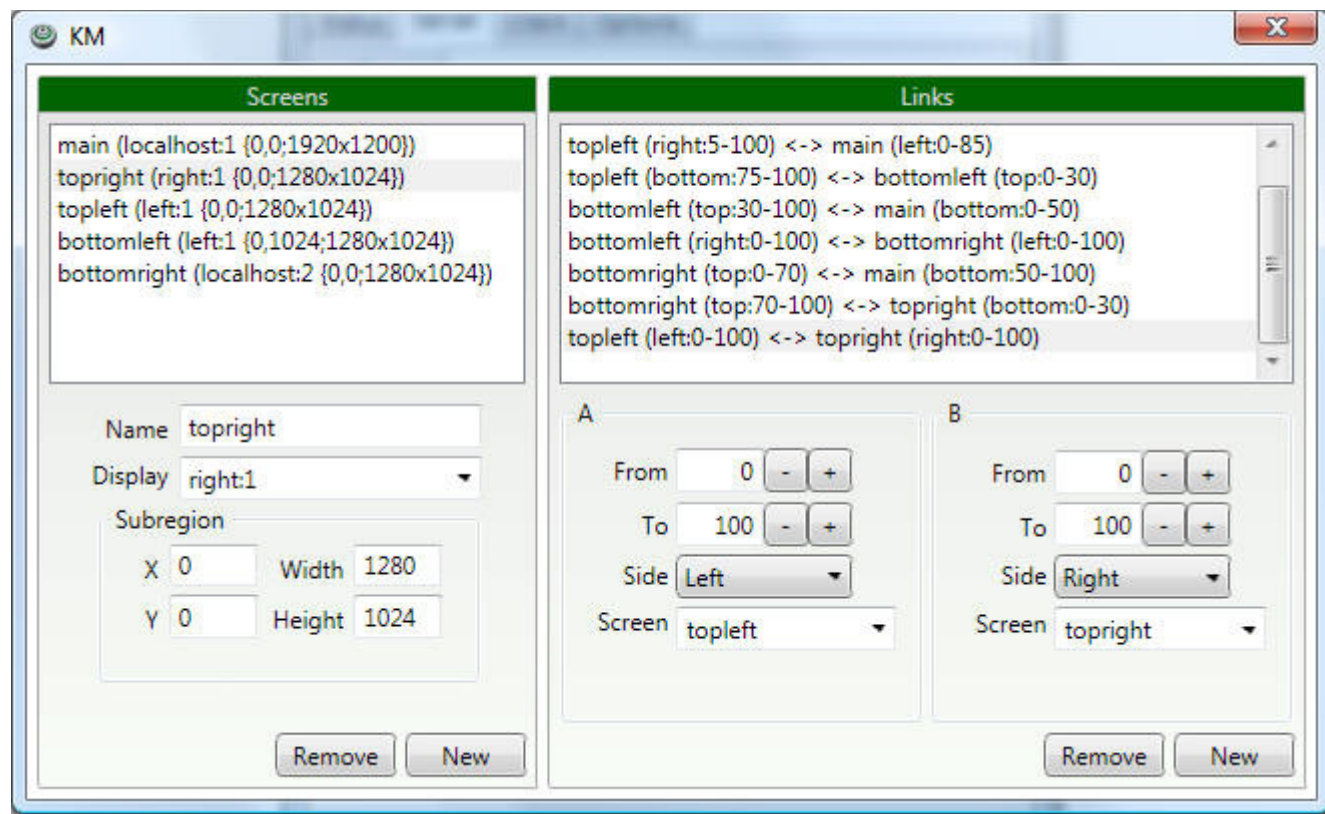 KM
X
Screens
main (localhost:1 {0,0;1920x1200})
topright (right:1 {0,0;1280x1024})
topleft (left:1 {0,0;1280x1024})
bottomleft (left:1 {0,1024;1280x1024})
bottomright (localhost:2 {0,0;1280x1024})
Name topright
Display right:1
Subregion
X 0 Width 1280
Y 0 Height 1024
Remove New
Links
topleft (right:5-100) <-> main (left:0-85)
topleft (bottom:75-100) <-> bottomleft (top:0-30)
bottomleft (top:30-100) <-> main (bottom:0-50)
bottomleft (right:0-100) <-> bottomright (left:0-100)
bottomright (top:0-70) <-> main (bottom:50-100)
bottomright (top:70-100) <-> topright (bottom:0-30)
topleft (left:0-100) <-> topright (right:0-100)
A
From 0 - +
To 100 - +
Side Left
Screen topleft
B
From 0 - +
To 100 - +
Side Right
Screen topright
Remove New